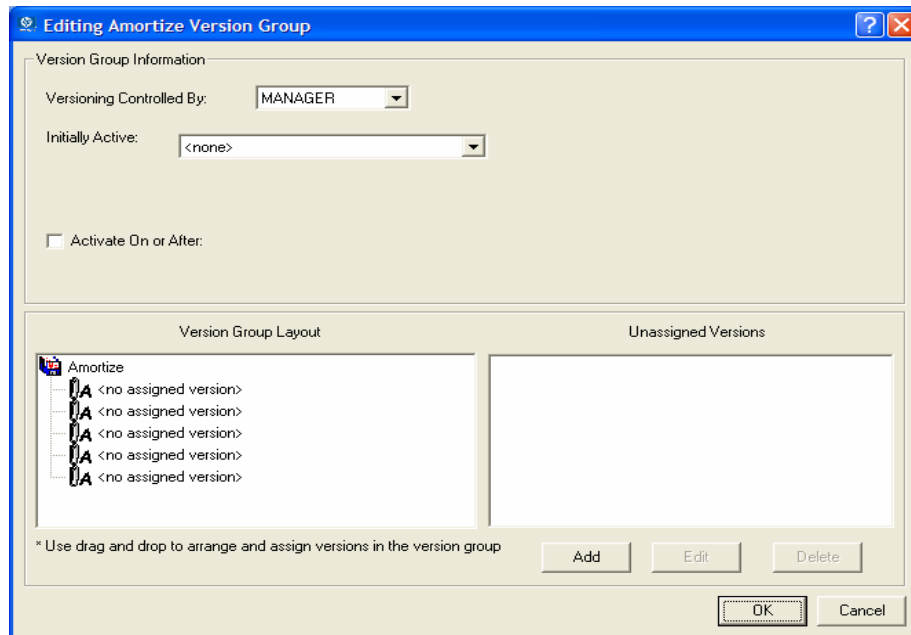 Editing Amortize Version Group
Version Group Information
Versioning Controlled By: MANAGER
Initially Active: <none>
Activate On or After:
Version Group Layout
Amortize
<no assigned version>
<no assigned version>
<no assigned version>
<no assigned version>
<no assigned version>
Unassigned Versions
* Use drag and drop to arrange and assign versions in the version group
Add Edit Delete
OK Cancel